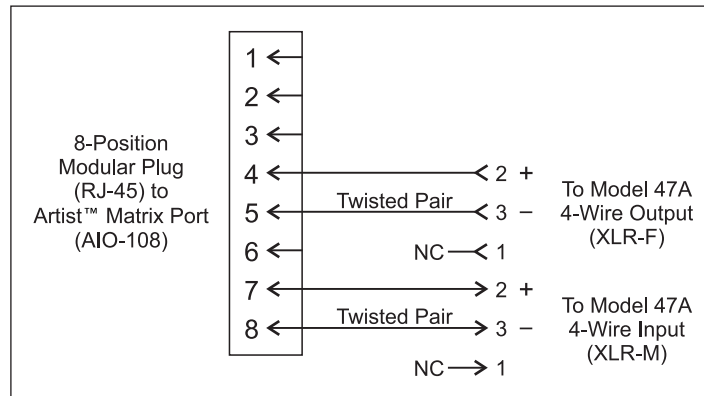 1
2
3
8-Position
Modular Plug
(RJ-45) to
Artist™ Matrix Port
(AIO-108)
4
5
6
7
8
Twisted Pair
2 +
3 –
NC 1
To Model 47A
4-Wire Output
(XLR-F)
Twisted Pair
2 +
3 –
NC 1
To Model 47A
4-Wire Input
(XLR-M)